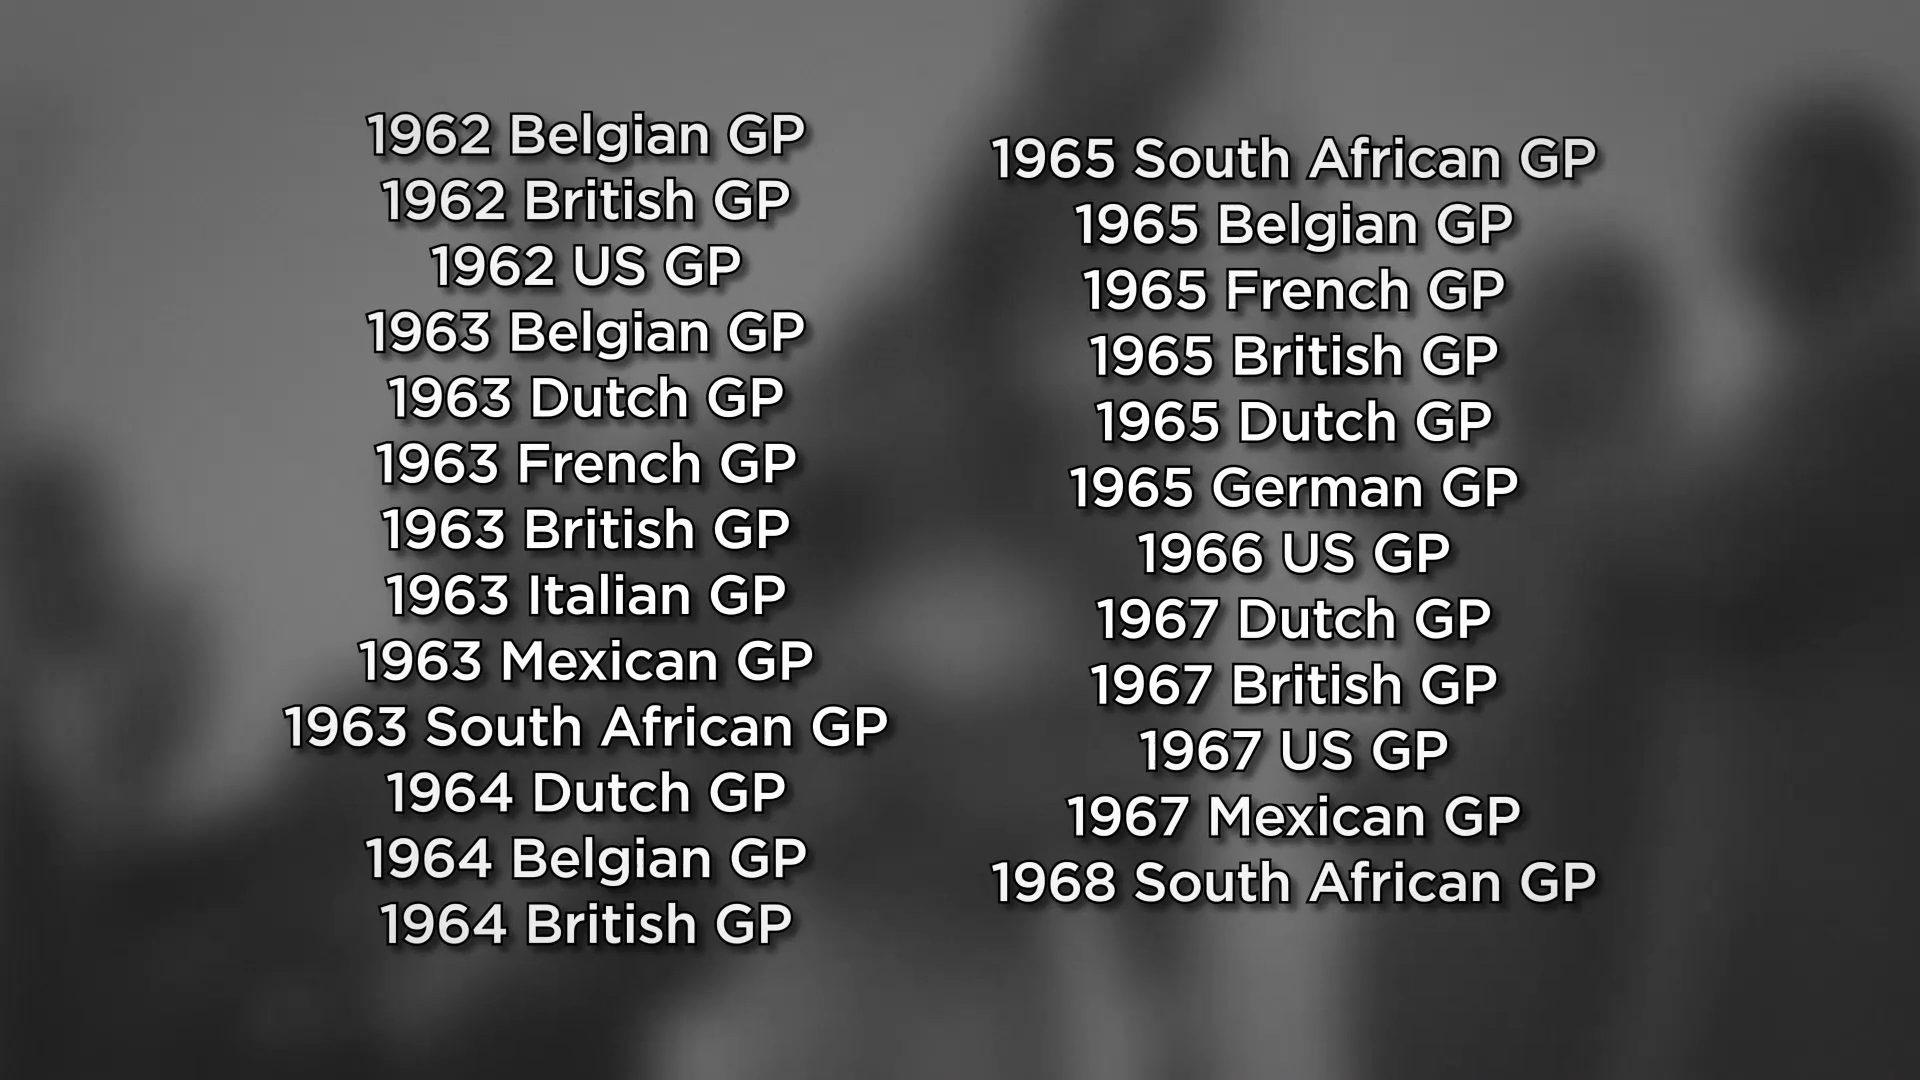 1962 Belgian GP
1962 British GP
1962 US GP
1963 Belgian GP
1963 Dutch GP
1963 French GP
1963 British GP
1963 Italian GP
1963 Mexican GP
1963 South African GP
1964 Dutch GP
1964 Belgian GP
1964 British GP
1965 South African GP
1965 Belgian GP
1965 French GP
1965 British GP
1965 Dutch GP
1965 German GP
1966 US GP
1967 Dutch GP
1967 British GP
1967 US GP
1967 Mexican GP
1968 South African GP